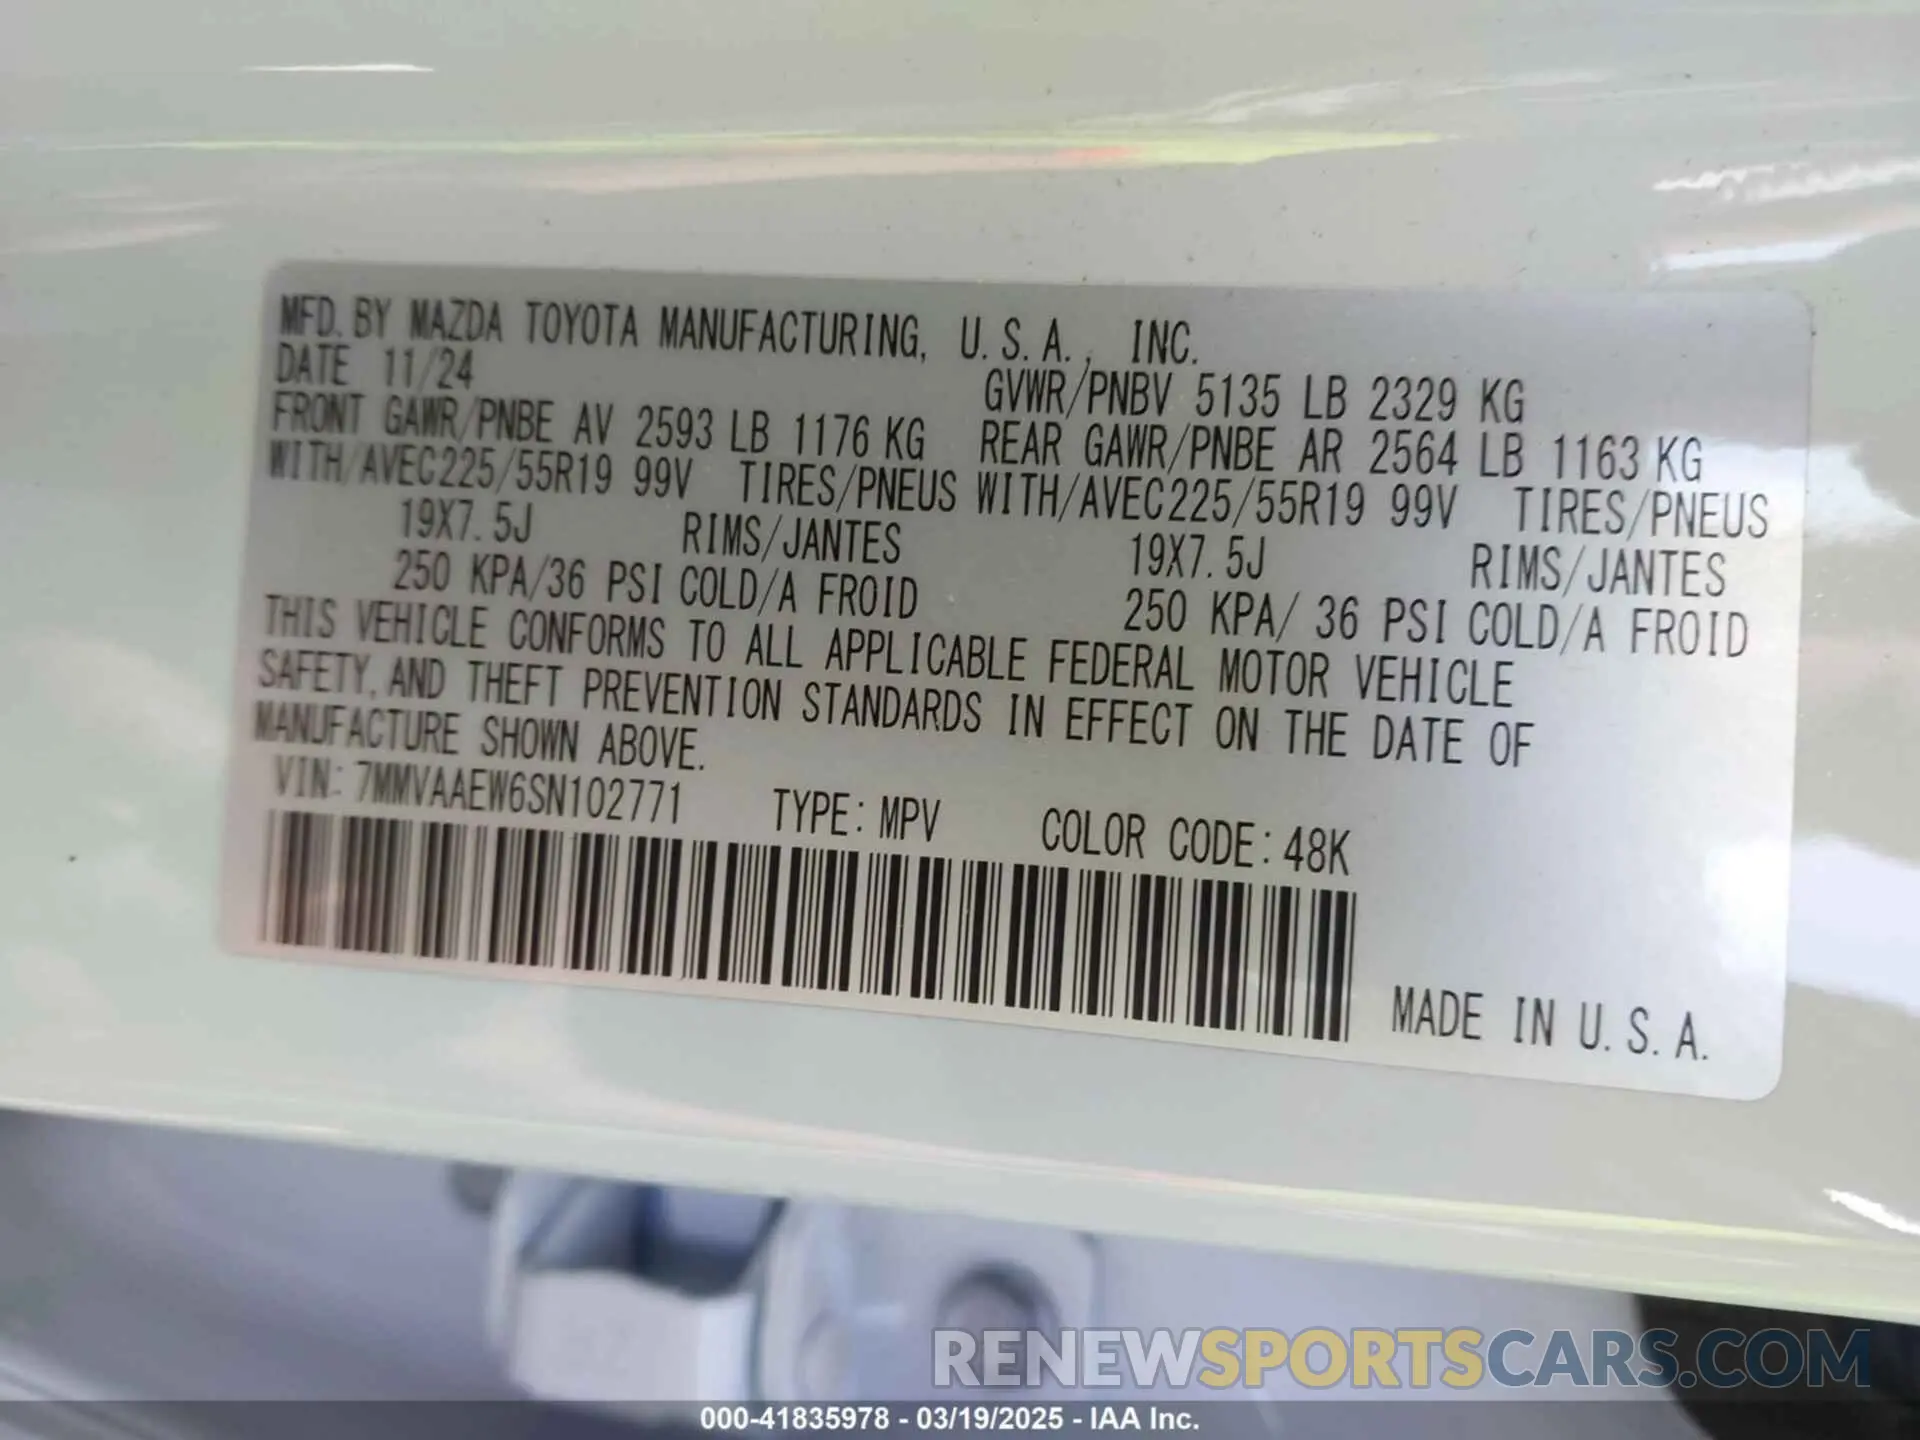 MFD. BY MAZDA TOYOTA MANUFACTURING, U.S.A., INC.
DATE 11/24 GVWR/PNBV 5135 LB 2329 KG
FRONT GAWR/PNBE AV 2593 LB 1176 KG REAR GAWR/PNBE AR 2564 LB 1163 KG
WITH/AVEC225/55R19 99V TIRES/PNEUS WITH/AVEC225/55R19 99V TIRES/PNEUS
19X7.5J RIMS/JANTES 19X7.5J RIMS/JANTES
250 KPA/36 PSI COLD/A FROID 250 KPA/ 36 PSI COLD/A FROID
THIS VEHICLE CONFORMS TO ALL APPLICABLE FEDERAL MOTOR VEHICLE
SAFETY, AND THEFT PREVENTION STANDARDS IN EFFECT ON THE DATE OF
MANUFACTURE SHOWN ABOVE.
VIN: 7MMVAAEW6SN102771 TYPE: MPV COLOR CODE: 48K
MADE IN U.S.A.
RENEWSPORTSCARS.COM
000-41835978 - 03/19/2025 - IAA Inc.